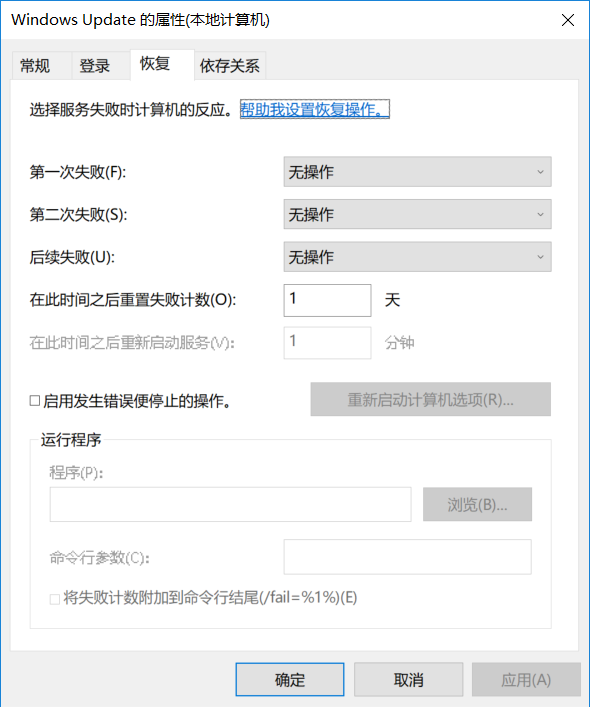 Windows Update 的属性(本地计算机)
常规 登录 恢复 依存关系
选择服务失败时计算机的反应。帮助我设置恢复操作。
第一次失败(F): 无操作
第二次失败(S): 无操作
后续失败(U): 无操作
在此时间之后重置失败计数(O): 1 天
在此时间之后重新启动服务(V): 1 分钟
启用发生错误便停止的操作。 重新启动计算机选项(R)...
运行程序
程序(P):
浏览(B)...
命令行参数(C):
将失败计数附加到命令行结尾(/fail=%1%)(E)
确定 取消 应用(A)